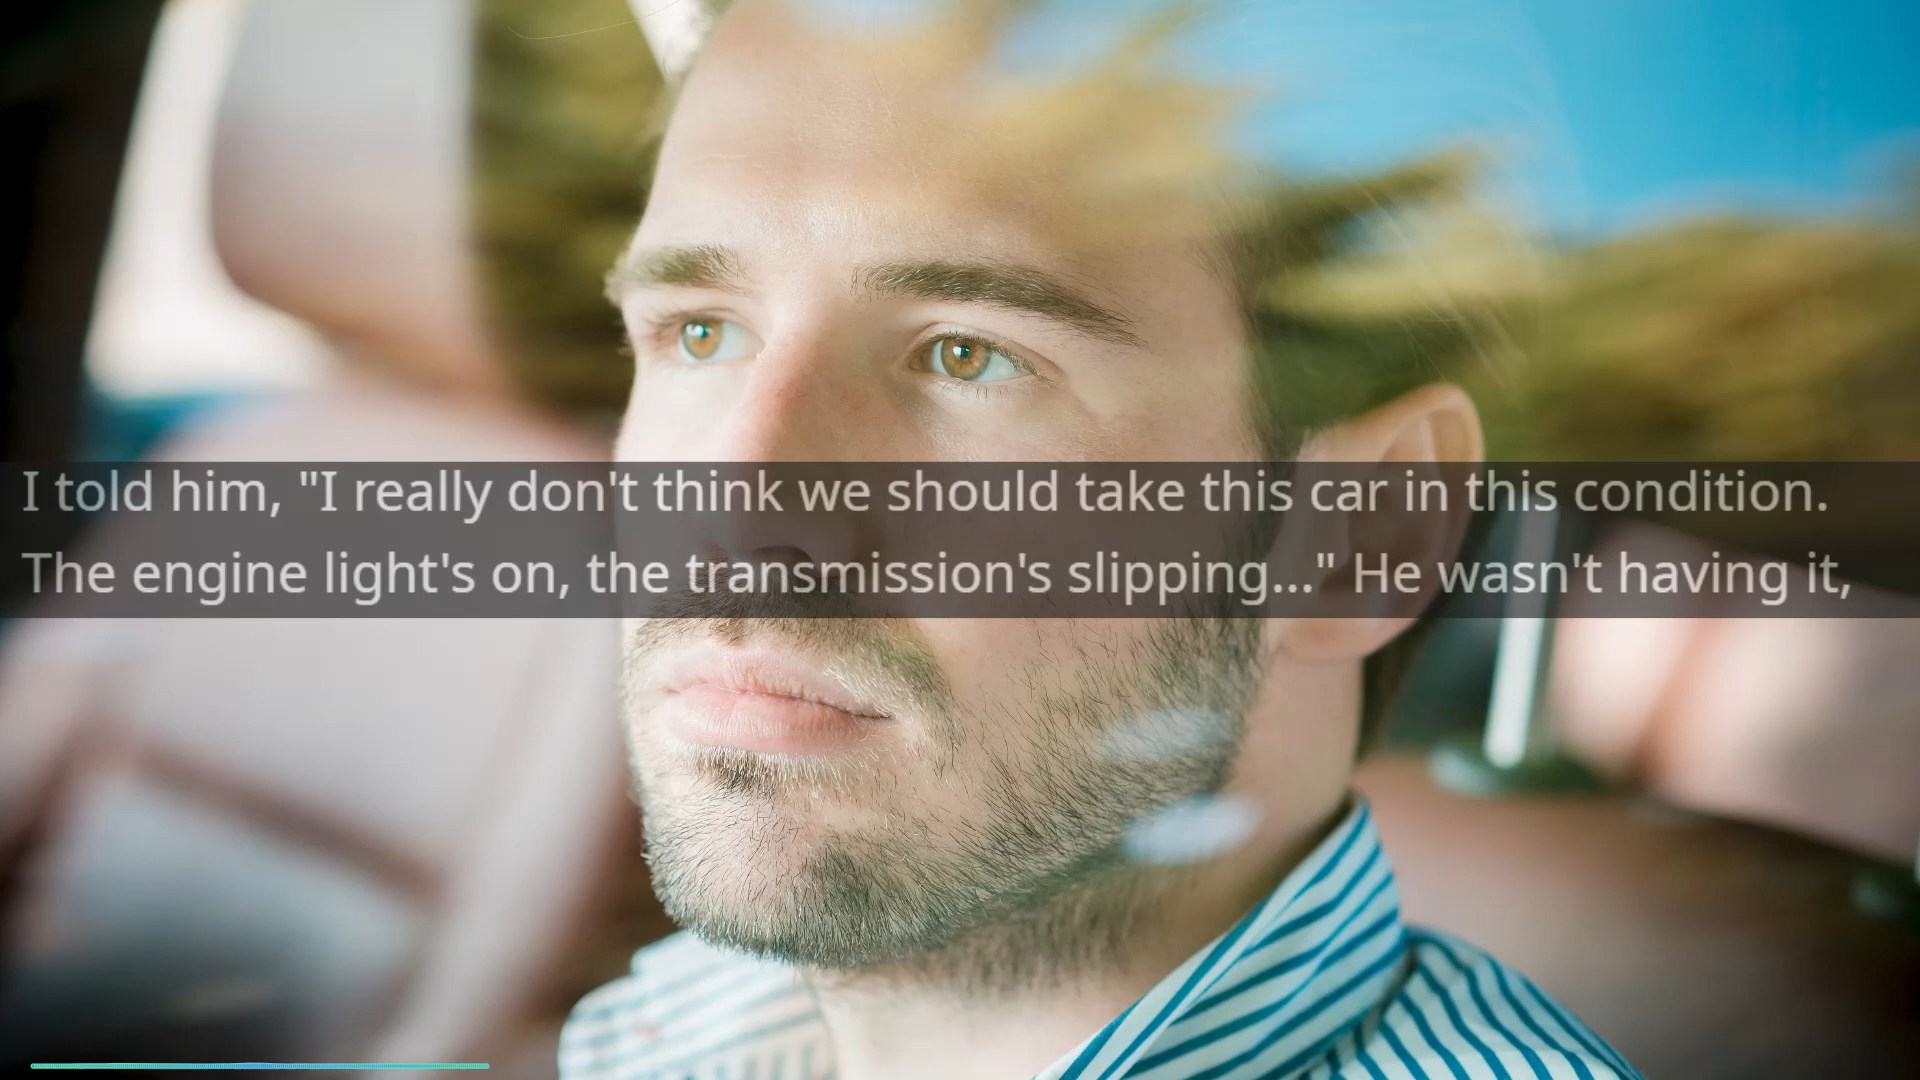 I told him, "I really don't think we should take this car in this condition.
The engine light's on, the transmission's slipping..." He wasn't having it,